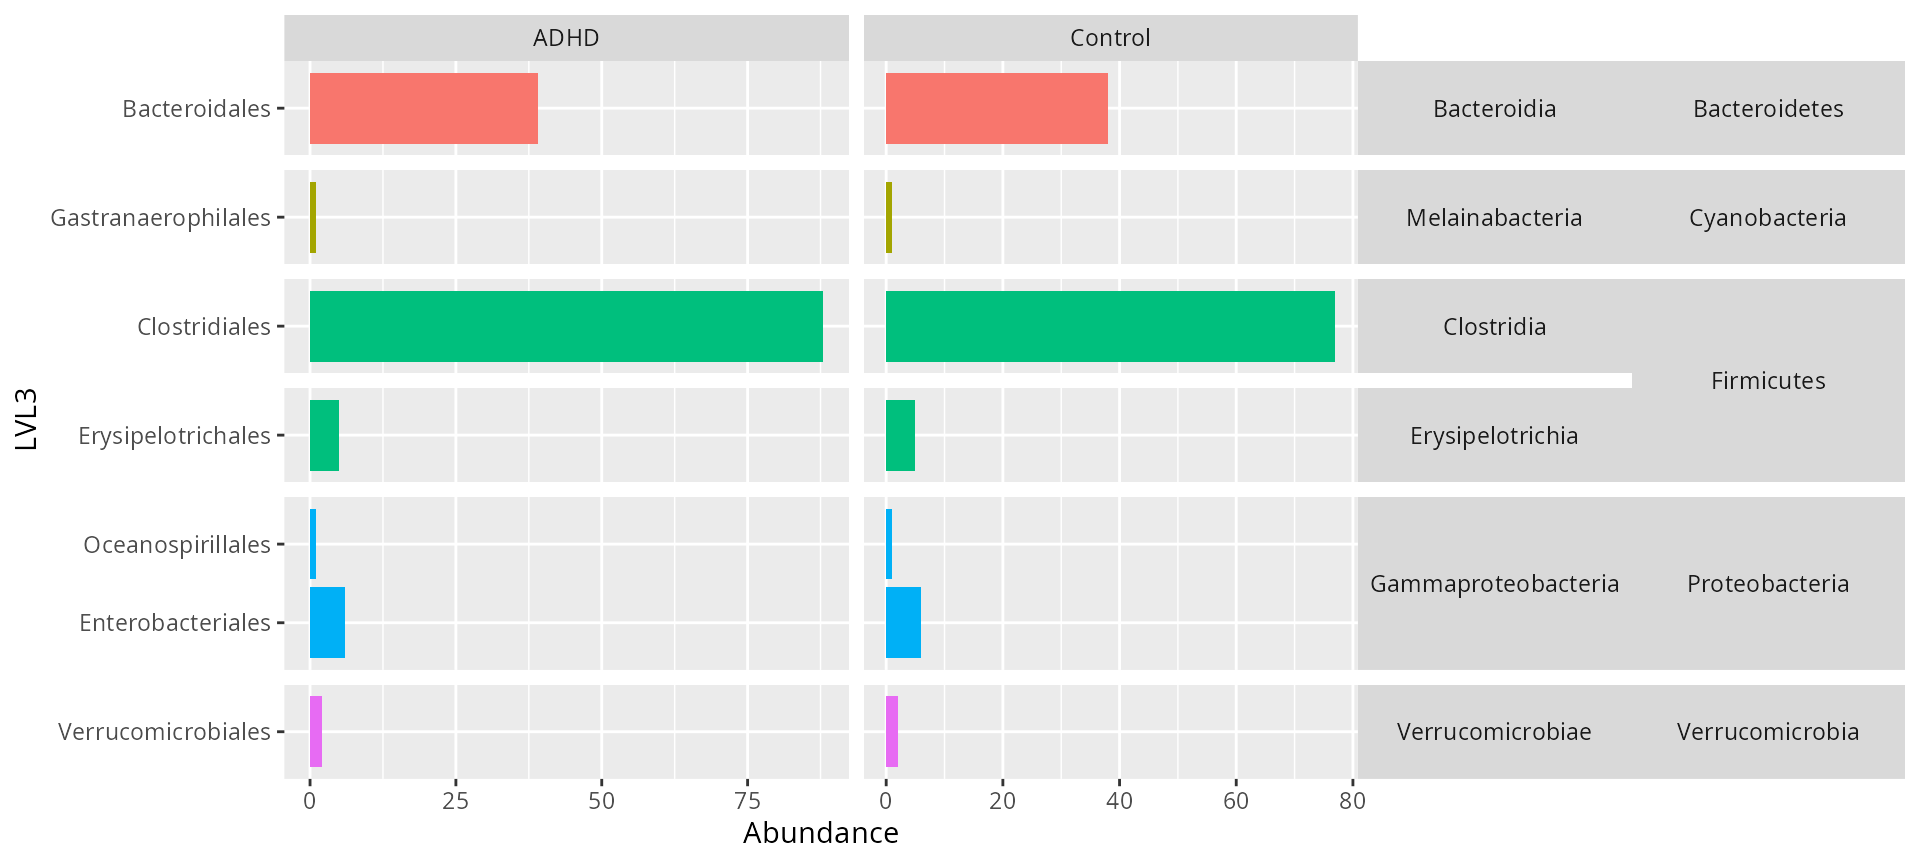 ADHD Control
Bacteroidales Bacteroidia Bacteroidetes
Gastranaerophilales Melainabacteria Cyanobacteria
Clostridiales Clostridia
Firmicutes
LVL3
Erysipelotrichales Erysipelotrichia
Oceanospirillales
Gammaproteobacteria Proteobacteria
Enterobacteriales
Verrucomicrobiales Verrucomicrobiae Verrucomicrobia
0 25 50 75 0 20 40 60 80
Abundance